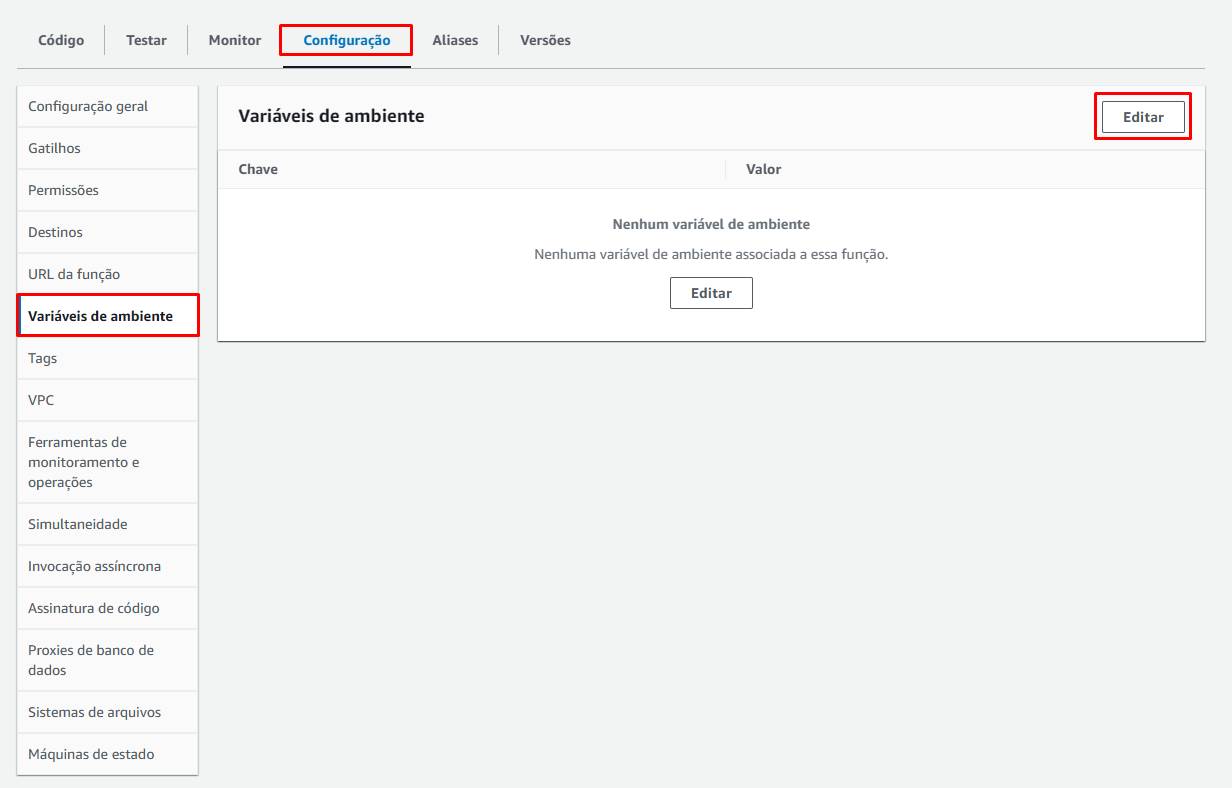 Código
Testar
Monitor
Configuração
Aliases
Versões
Configuração geral
Gatilhos
Permissões
Destinos
URL da função
Variáveis de ambiente
Tags
VPC
Ferramentas de
monitoramento e
operações
Simultaneidade
Invocação assíncrona
Assinatura de código
Proxies de banco de
dados
Sistemas de arquivos
Máquinas de estado
Variáveis de ambiente
Editar
Chave
Valor
Nenhum variável de ambiente
Nenhuma variável de ambiente associada a essa função.
Editar